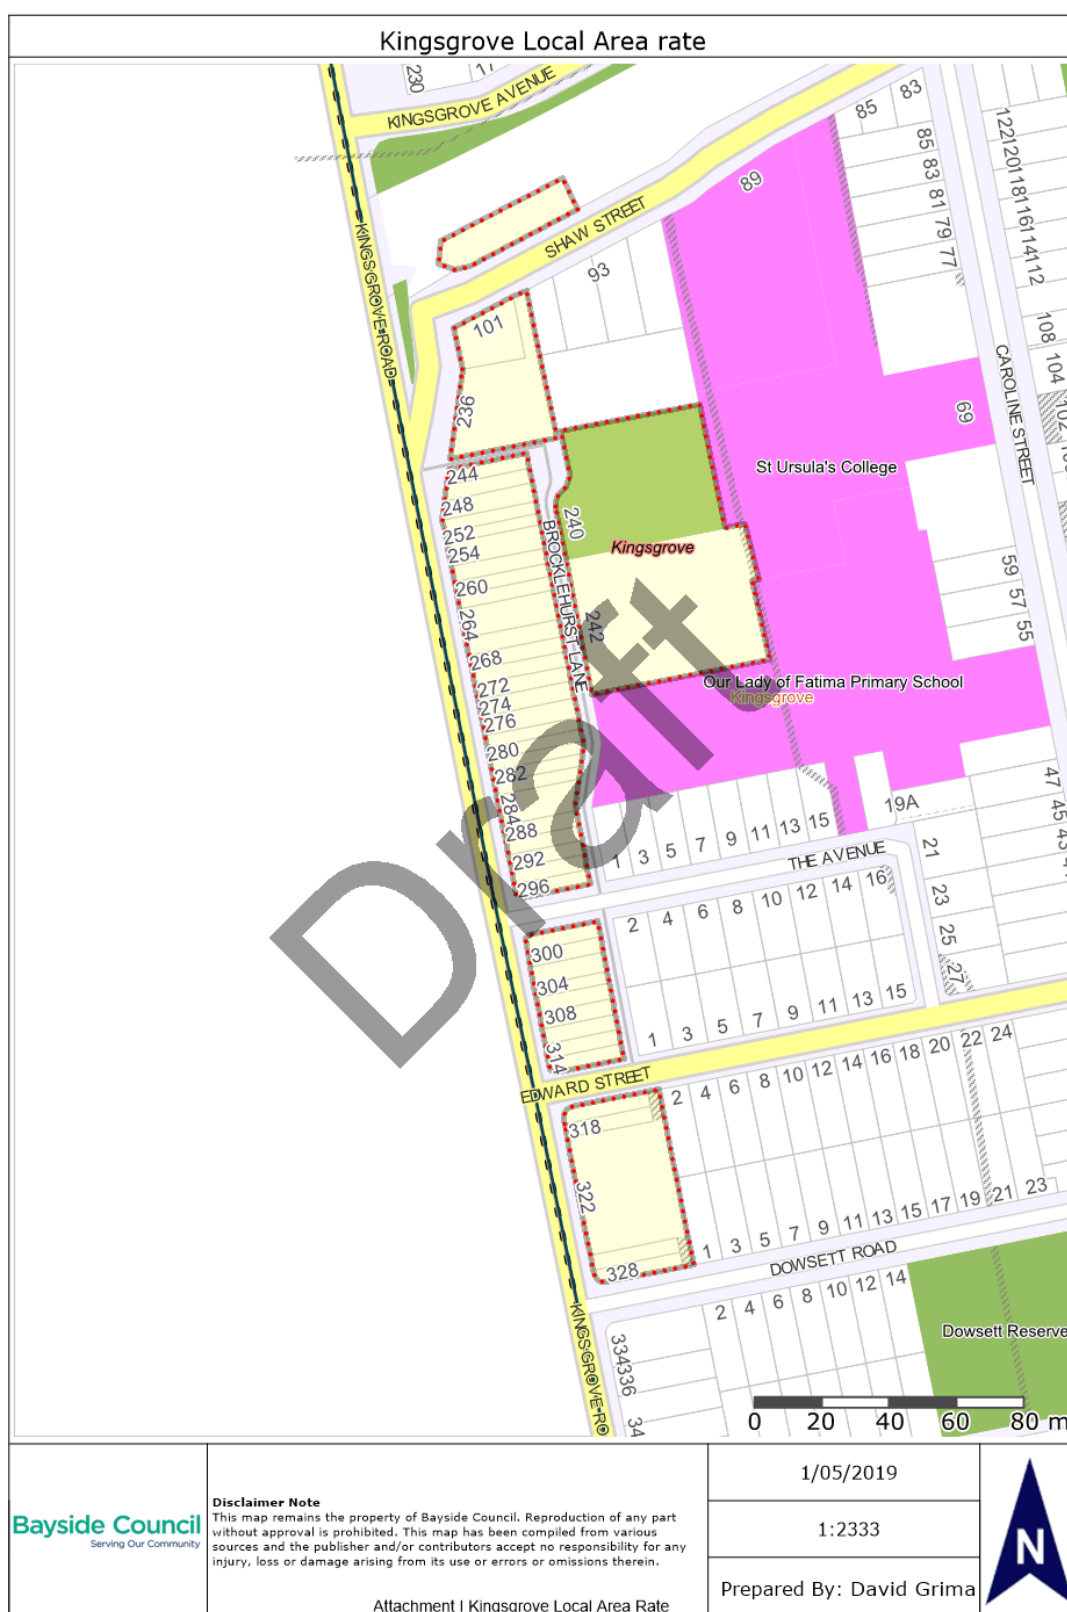 Kingsgrove Local Area rate
230
17
KINGSGROVE AVENUE
KINGSGROVE ROAD
SHAW STREET
89
85
83
85
83
81
79
77
122
120
118
116
114
112
108
104
102
93
101
236
CAROLINE STREET
69
St Ursula's College
244
248
252
254
260
264
268
272
274
276
280
282
284
288
292
296
BROCKLEHURST LANE
240
Kingsgrove
242
59
57
55
Our Lady of Fatima Primary School
Kingsgrove
Draft
47
45
43
19A
1 3 5 7 9 11 13 15
THE AVENUE
21
23
25
27
2 4 6 8 10 12 14 16
300
304
308
314
1 3 5 7 9 11 13 15
EDWARD STREET
2 4 6 8 10 12 14 16 18 20 22 24
318
322
328
1 3 5 7 9 11 13 15 17 19 21 23
DOWSETT ROAD
2 4 6 8 10 12 14
Dowsett Reserve
KINGSGROVE RD
334
336
34
0 20 40 60 80 m
Bayside Council
Serving Our Community
Disclaimer Note
This map remains the property of Bayside Council. Reproduction of any part
without approval is prohibited. This map has been compiled from various
sources and the publisher and/or contributors accept no responsibility for any
injury, loss or damage arising from its use or errors or omissions therein.
Attachment | Kingsgrove Local Area Rate
1/05/2019
1:2333
Prepared By: David Grima
N